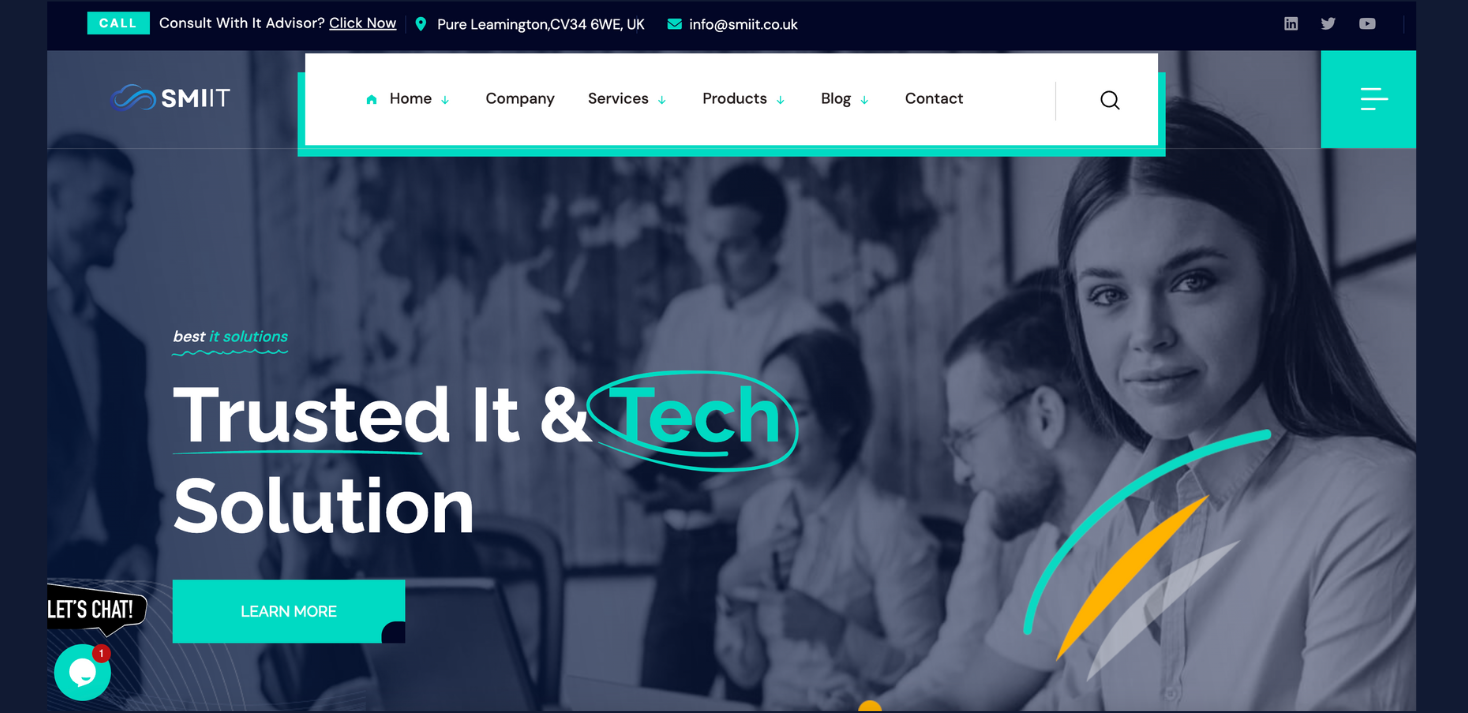 CALL Consult With It Advisor? Click Now Pure Leamington,CV34 6WE, UK info@smiit.co.uk
SMIIT
Home Company Services Products Blog Contact
best it solutions
Trusted It & Tech
Solution
LEARN MORE
LET'S CHAT!
1